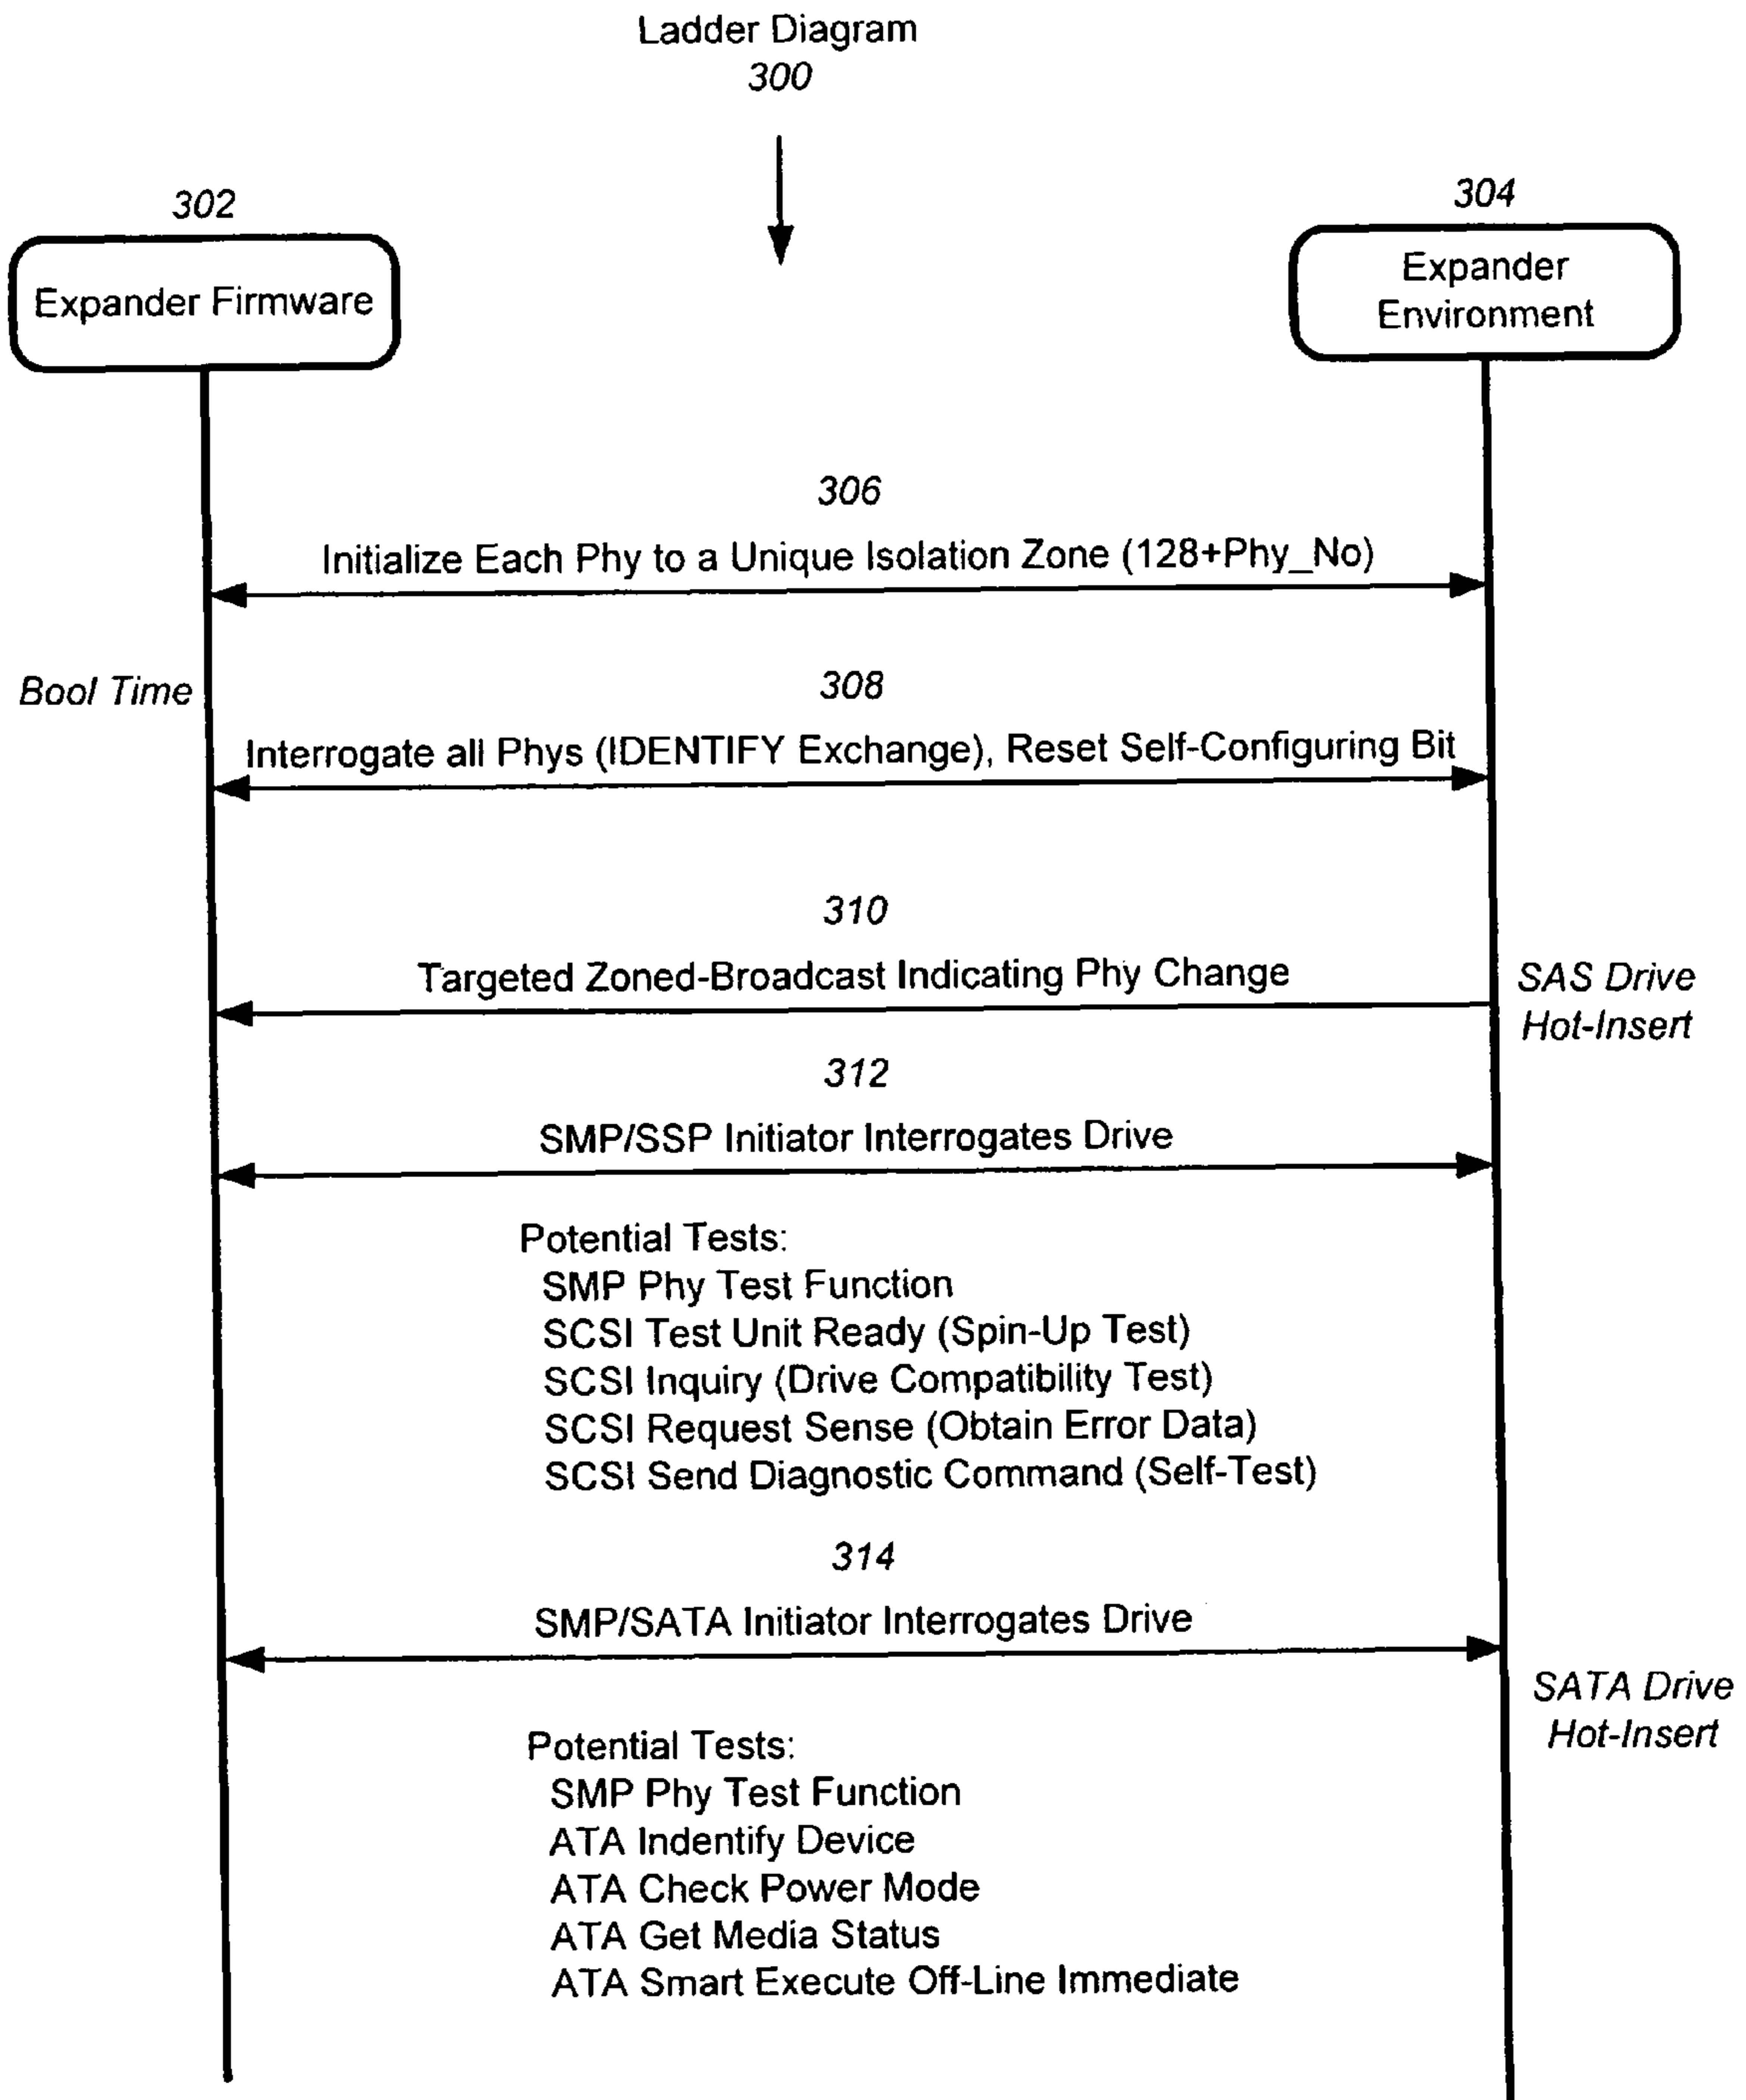 Ladder Diagram
300
302
304
Expander Firmware
Expander
Environment
306
Initialize Each Phy to a Unique Isolation Zone (128+Phy_No)
Bool Time
308
Interrogate all Phys (IDENTIFY Exchange), Reset Self-Configuring Bit
310
Targeted Zoned-Broadcast Indicating Phy Change
SAS Drive
Hot-Insert
312
SMP/SSP Initiator Interrogates Drive
Potential Tests:
SMP Phy Test Function
SCSI Test Unit Ready (Spin-Up Test)
SCSI Inquiry (Drive Compatibility Test)
SCSI Request Sense (Obtain Error Data)
SCSI Send Diagnostic Command (Self-Test)
314
SMP/SATA Initiator Interrogates Drive
SATA Drive
Hot-Insert
Potential Tests:
SMP Phy Test Function
ATA Indentify Device
ATA Check Power Mode
ATA Get Media Status
ATA Smart Execute Off-Line Immediate